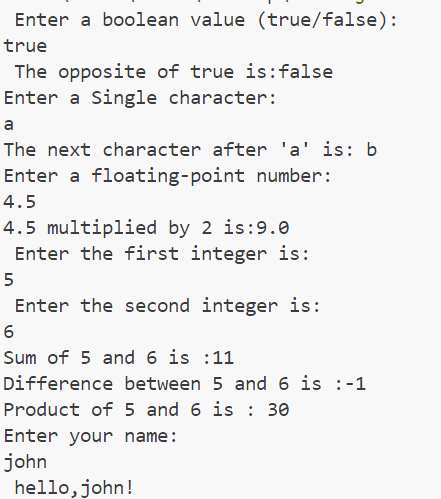 Enter a boolean value (true/false):
true
The opposite of true is:false
Enter a Single character:
a
The next character after 'a' is: b
Enter a floating-point number:
4.5
4.5 multiplied by 2 is:9.0
Enter the first integer is:
5
Enter the second integer is:
6
Sum of 5 and 6 is :11
Difference between 5 and 6 is :-1
Product of 5 and 6 is : 30
Enter your name:
john
hello,john!